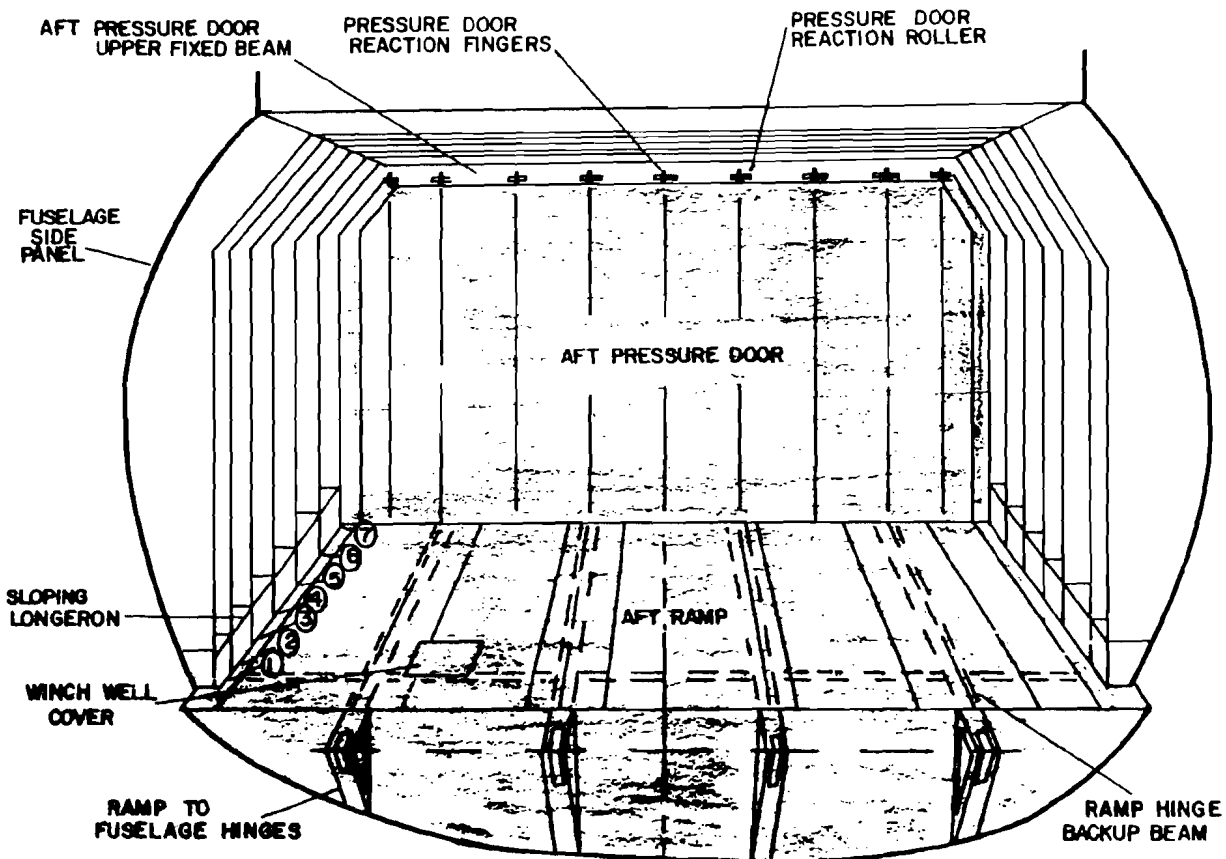 AFT PRESSURE DOOR
UPPER FIXED BEAM
PRESSURE DOOR
REACTION FINGERS
PRESSURE DOOR
REACTION ROLLER
FUSELAGE
SIDE
PANEL
AFT PRESSURE DOOR
7
6
5
4
3
2
1
SLOPING
LONGERON
AFT RAMP
WINCH WELL
COVER
RAMP TO
FUSELAGE HINGES
RAMP HINGE
BACKUP BEAM